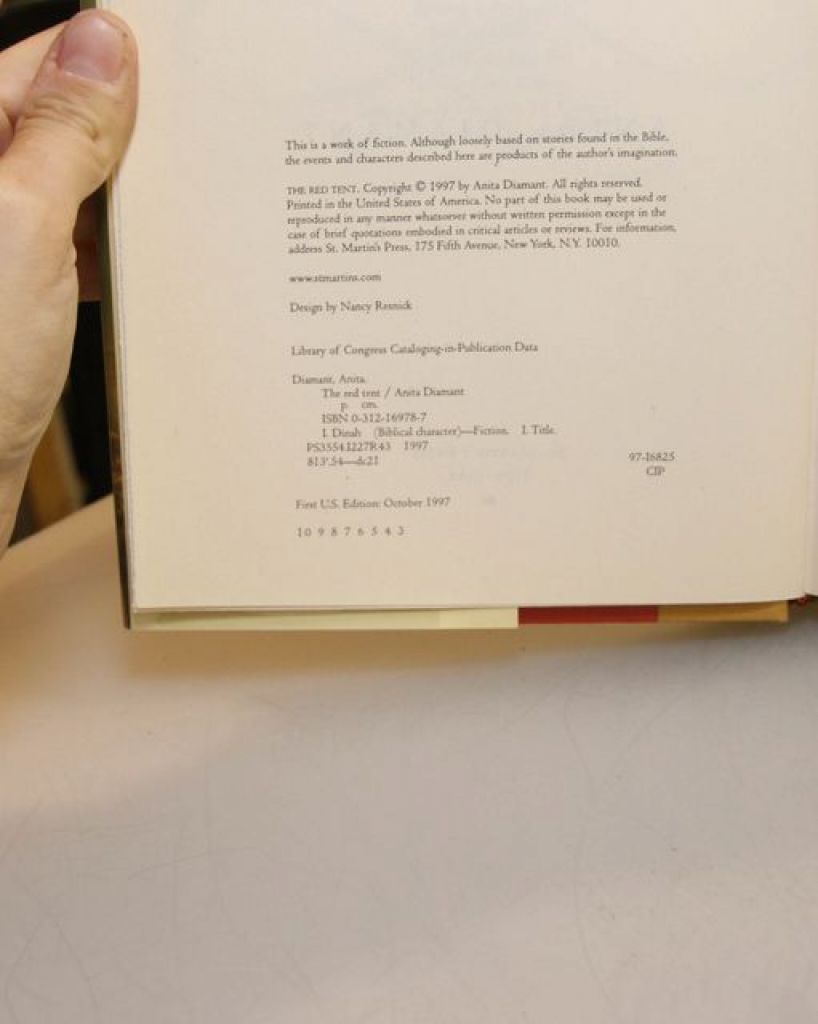 This is a work of fiction. Although loosely based on stories found in the Bible,
the events and characters described here are products of the author's imagination.
THE RED TENT. Copyright © 1997 by Anita Diamant. All rights reserved.
Printed in the United States of America. No part of this book may be used or
reproduced in any manner whatsoever without written permission except in the
case of brief quotations embodied in critical articles or reviews. For information,
address St. Martin's Press, 175 Fifth Avenue, New York, N.Y. 10010.
www.stmartins.com
Design by Nancy Resnick
Library of Congress Cataloging-in-Publication Data
Diamant, Anita.
The red tent / Anita Diamant
p. cm.
ISBN 0-312-16978-7
1. Dinah (Biblical character)—Fiction. I. Title.
PS3554.I227R43 1997
813'.54—dc21
97-16825
CIP
First U.S. Edition: October 1997
10 9 8 7 6 5 4 3